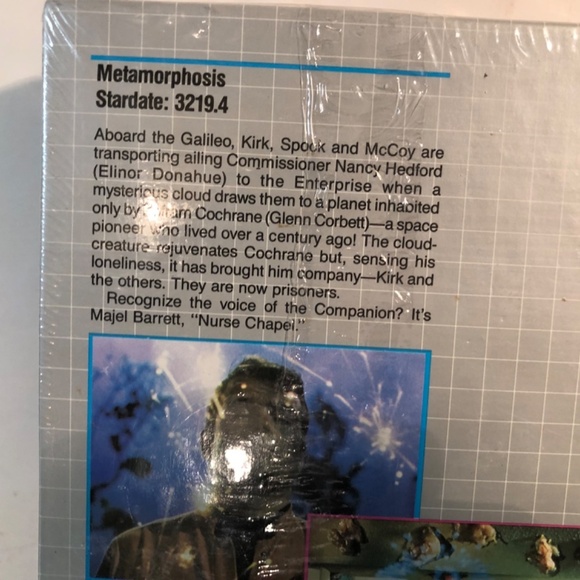 Metamorphosis
Stardate: 3219.4
Aboard the Galileo, Kirk, Spock and McCoy are
transporting ailing Commissioner Nancy Hedford
(Elinor Donahue) to the Enterprise when a
mysterious cloud draws them to a planet inhabited
only by Cochrane (Glenn Corbett)—a space
pioneer who lived over a century ago! The cloud-
creature rejuvenates Cochrane but, sensing his
loneliness, it has brought him company—Kirk and
the others. They are now prisoners.
Recognize the voice of the Companion? It's
Majel Barrett, "Nurse Chapel."